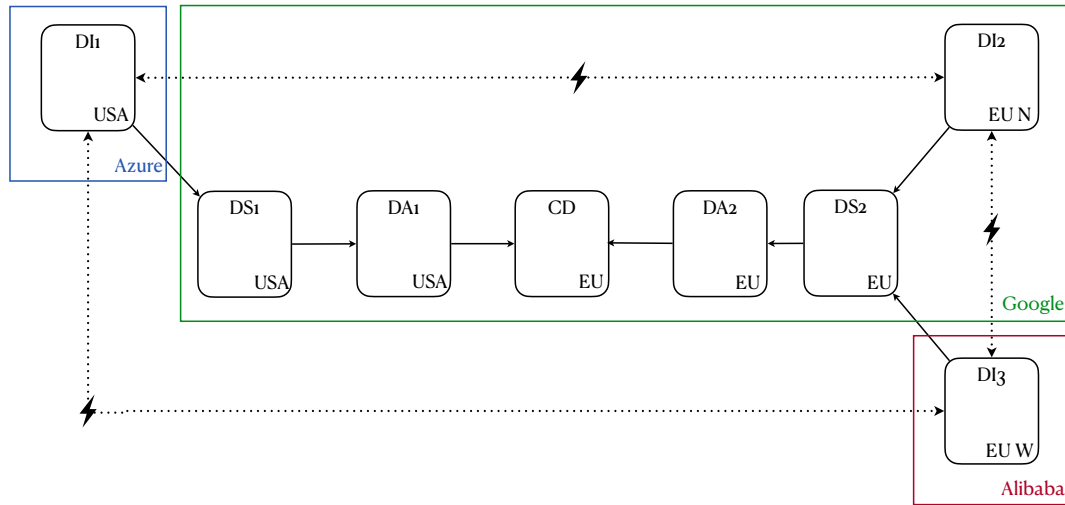 DI1
USA
Azure
DI2
EU N
DS1
USA
DA1
USA
CD
EU
DA2
EU
DS2
EU
Google
DI3
EU W
Alibaba